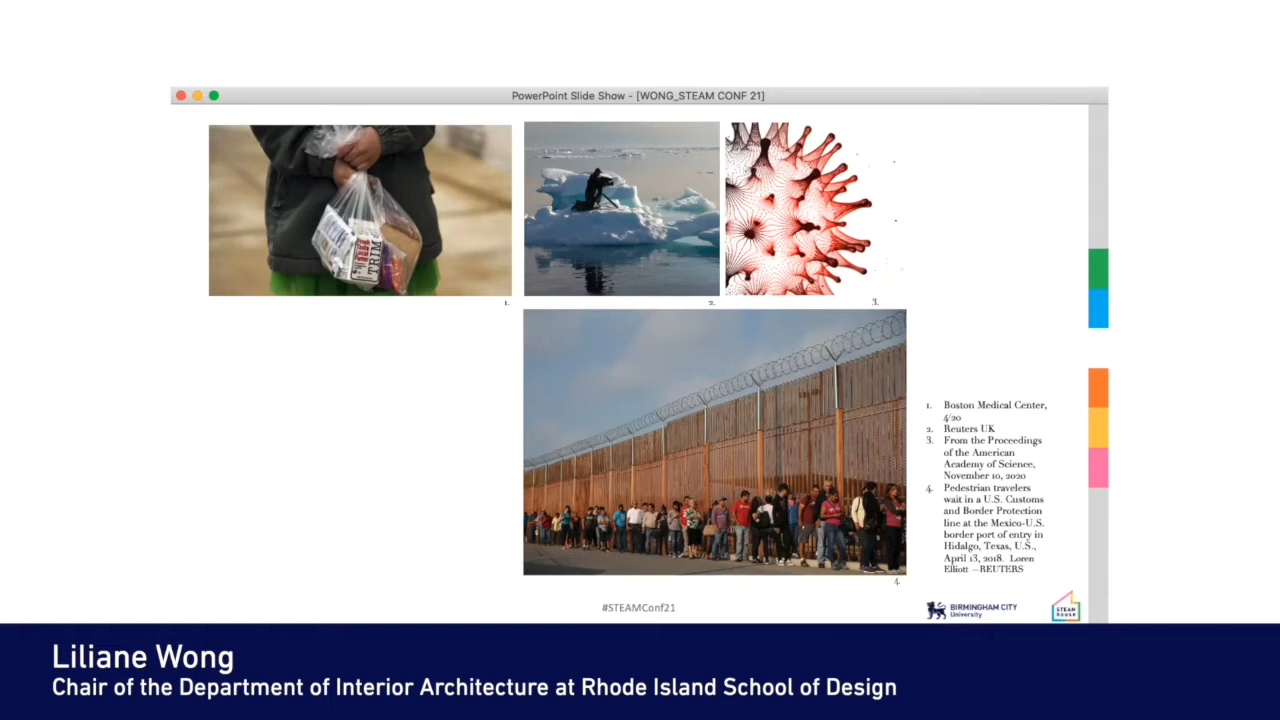 PowerPoint Slide Show - [WONG_STEAM CONF 21]
TRIM
1.
2.
3.
4.
1. Boston Medical Center,
4/20
2. Reuters UK
3. From the Proceedings
of the American
Academy of Science,
November 10, 2020
4. Pedestrian travelers
wait in a U.S. Customs
and Border Protection
line at the Mexico-U.S.
border port of entry in
Hidalgo, Texas, U.S.,
April 13, 2018. Loren
Elliott —REUTERS
#STEAMConf21
BIRMINGHAM CITY
University
STEAM
house
Liliane Wong
Chair of the Department of Interior Architecture at Rhode Island School of Design